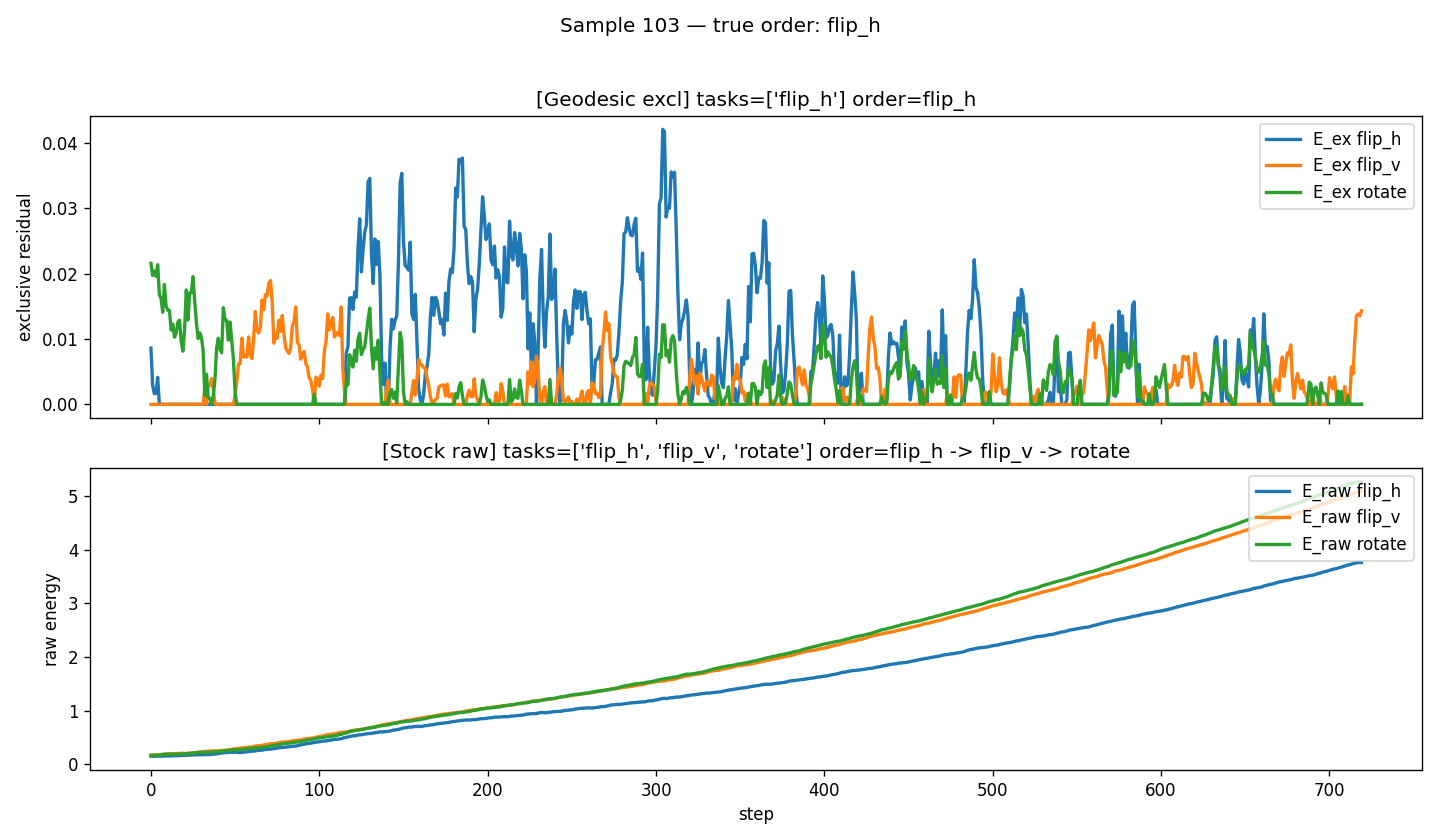 Sample 103 — true order: flip_h
[Geodesic excl] tasks=['flip_h'] order=flip_h
exclusive residual
0.04
0.03
0.02
0.01
0.00
E_ex flip_h
E_ex flip_v
E_ex rotate
[Stock raw] tasks=['flip_h', 'flip_v', 'rotate'] order=flip_h -> flip_v -> rotate
raw energy
5
4
3
2
1
0
E_raw flip_h
E_raw flip_v
E_raw rotate
0 100 200 300 400 500 600 700
step